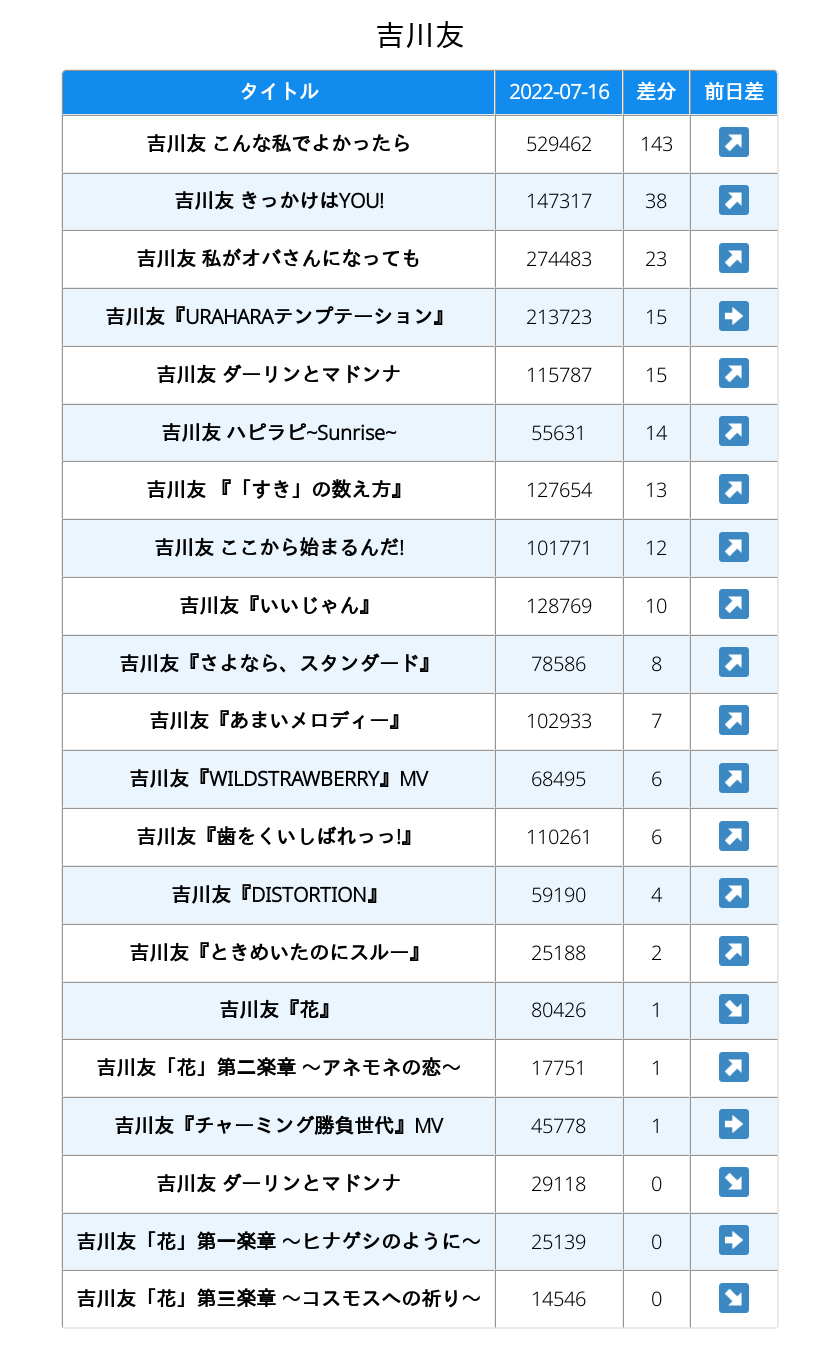 吉川友
タイトル 2022-07-16 差分 前日差
吉川友 こんな私でよかったら 529462 143 ↗
吉川友 きっかけはYOU! 147317 38 ↗
吉川友 私がオバさんになっても 274483 23 ↗
吉川友『URAHARAテンプテーション』 213723 15 ➡
吉川友 ダーリンとマドンナ 115787 15 ↗
吉川友 ハピラピ~Sunrise~ 55631 14 ↗
吉川友 『「すき」の数え方』 127654 13 ↗
吉川友 ここから始まるんだ! 101771 12 ↗
吉川友『いいじゃん』 128769 10 ↗
吉川友『さよなら、スタンダード』 78586 8 ↗
吉川友『あまいメロディー』 102933 7 ↗
吉川友『WILDSTRAWBERRY』MV 68495 6 ↗
吉川友『歯をくいしばれっっ!』 110261 6 ↗
吉川友『DISTORTION』 59190 4 ↗
吉川友『ときめいたのにスルー』 25188 2 ↗
吉川友『花』 80426 1 ↘
吉川友「花」第二楽章 〜アネモネの恋〜 17751 1 ↗
吉川友『チャーミング勝負世代』MV 45778 1 ➡
吉川友 ダーリンとマドンナ 29118 0 ↘
吉川友「花」第一楽章 〜ヒナゲシのように〜 25139 0 ➡
吉川友「花」第三楽章 〜コスモスへの祈り〜 14546 0 ↘